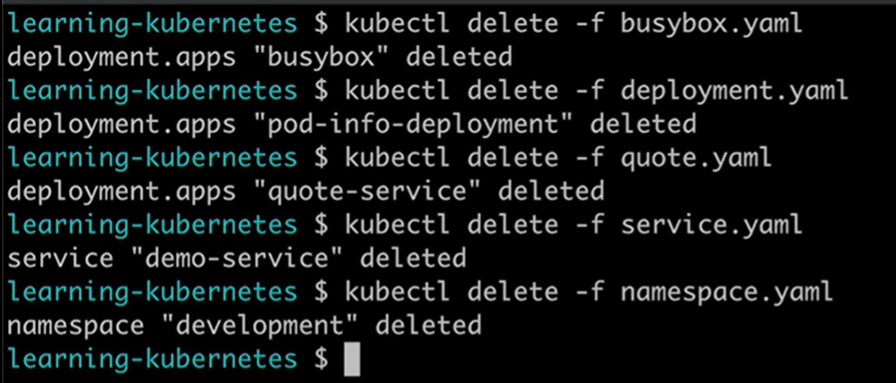 learning-kubernetes $ kubectl delete -f busybox.yaml
deployment.apps "busybox" deleted
learning-kubernetes $ kubectl delete -f deployment.yaml
deployment.apps "pod-info-deployment" deleted
learning-kubernetes $ kubectl delete -f quote.yaml
deployment.apps "quote-service" deleted
learning-kubernetes $ kubectl delete -f service.yaml
service "demo-service" deleted
learning-kubernetes $ kubectl delete -f namespace.yaml
namespace "development" deleted
learning-kubernetes $